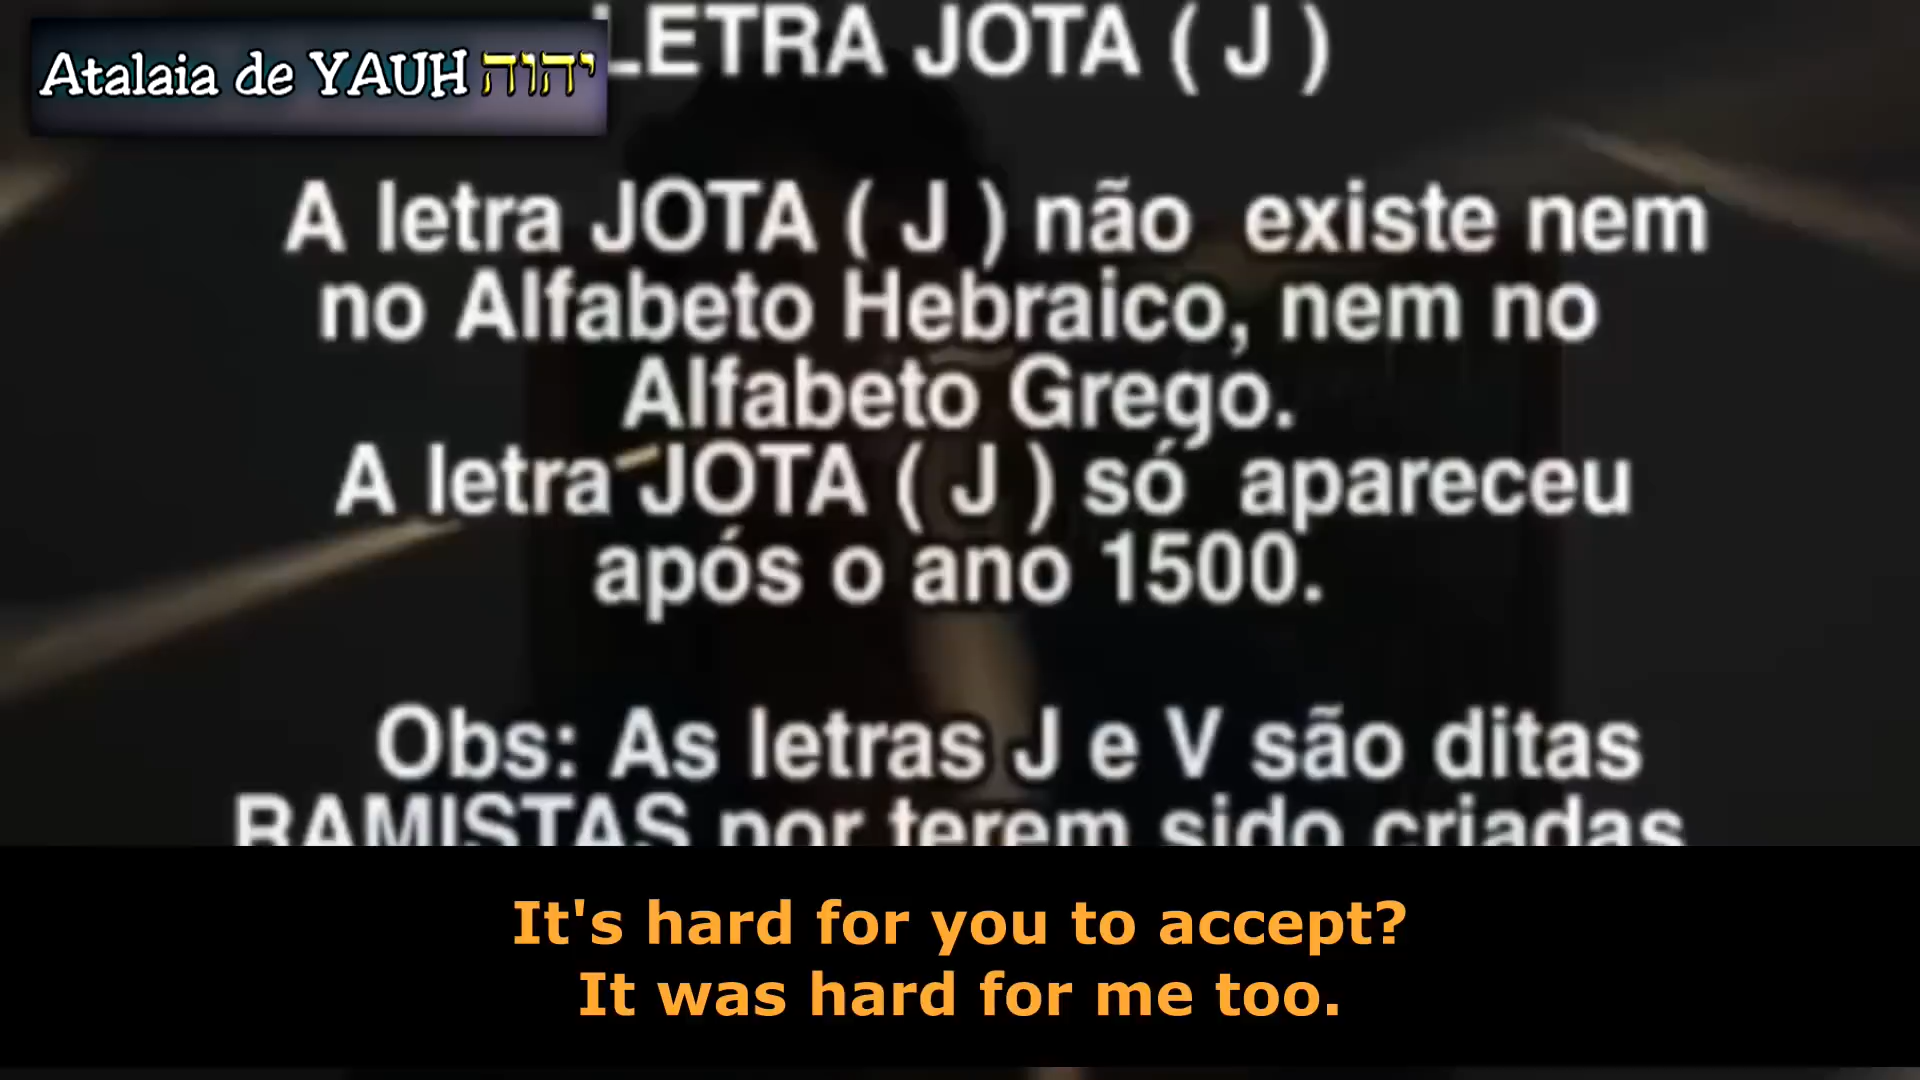 LETRA JOTA ( J )
Atalaia de YAUH יהוה
A letra JOTA ( J ) não existe nem
no Alfabeto Hebraico, nem no
Alfabeto Grego.
A letra JOTA ( J ) só apareceu
após o ano 1500.
Obs: As letras J e V são ditas
RAMISTAS por terem sido criadas
It's hard for you to accept?
It was hard for me too.